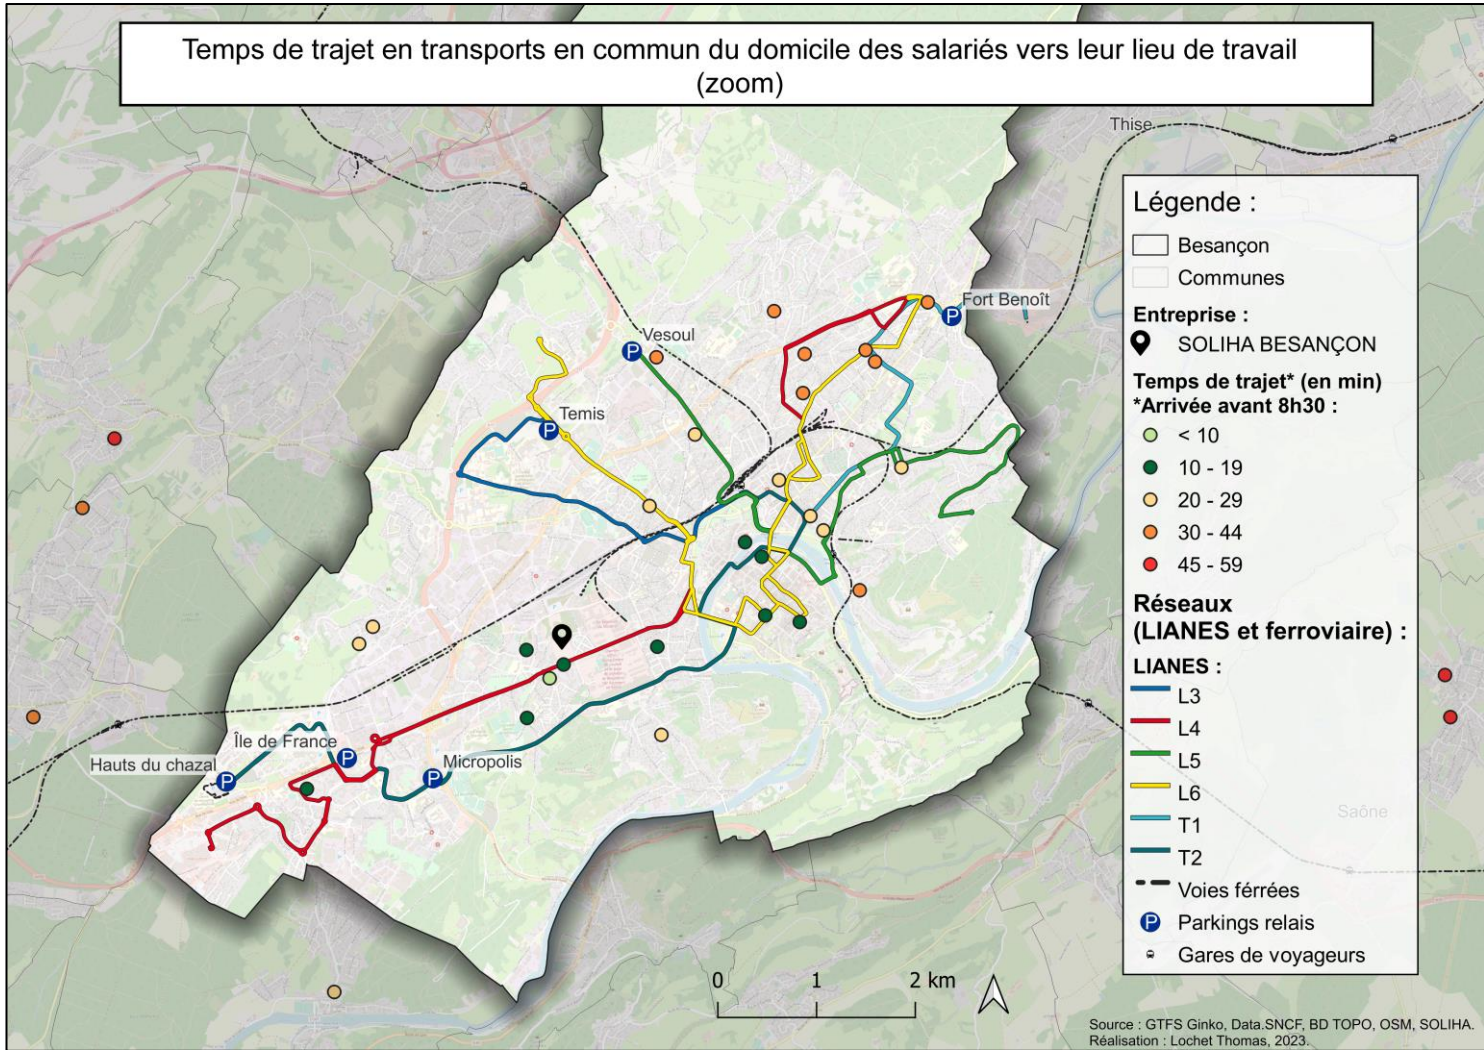 Temps de trajet en transports en commun du domicile des salariés vers leur lieu de travail
(zoom)
Thise
Fort Benoît
Vesoul
Temis
Île de France
Hauts du chazal
Micropolis
Saône
Légende :
Besançon
Communes
Entreprise :
SOLIHA BESANÇON
Temps de trajet* (en min)
*Arrivée avant 8h30 :
< 10
10 - 19
20 - 29
30 - 44
45 - 59
Réseaux
(LIANES et ferroviaire) :
LIANES :
L3
L4
L5
L6
T1
T2
Voies férrées
P Parkings relais
Gares de voyageurs
0 1 2 km
Source : GTFS Ginko, Data.SNCF, BD TOPO, OSM, SOLIHA.
Réalisation : Lochet Thomas, 2023.